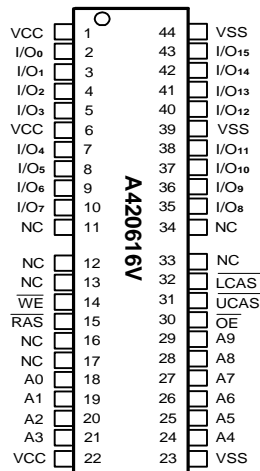 VCC 1 44 VSS
I/O0 2 43 I/O15
I/O1 3 42 I/O14
I/O2 4 41 I/O13
I/O3 5 40 I/O12
VCC 6 39 VSS
I/O4 7 38 I/O11
I/O5 8 37 I/O10
I/O6 9 36 I/O9
I/O7 10 35 I/O8
NC 11 34 NC
A420616V
NC 12 33 NC
NC 13 32 LCAS
WE 14 31 UCAS
RAS 15 30 OE
NC 16 29 A9
NC 17 28 A8
A0 18 27 A7
A1 19 26 A6
A2 20 25 A5
A3 21 24 A4
VCC 22 23 VSS